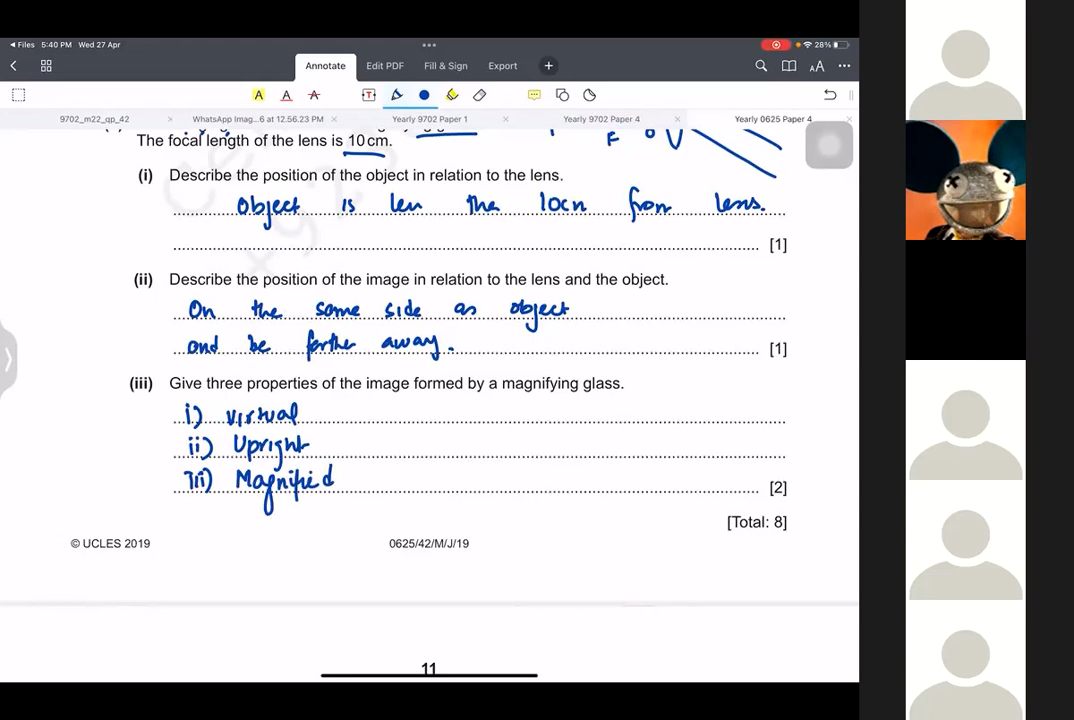 Files 5:40 PM Wed 27 Apr 28%
Annotate Edit PDF Fill & Sign Export
9702_m22_qp_42 WhatsApp Imag...6 at 12.56.23 PM Yearly 9702 Paper 1 Yearly 9702 Paper 4 Yearly 0625 Paper 4
The focal length of the lens is 10 cm.
F O
(i) Describe the position of the object in relation to the lens.
Object is len the 10cn from lens.
[1]
(ii) Describe the position of the image in relation to the lens and the object.
On the same side as object
and be farther away. [1]
(iii) Give three properties of the image formed by a magnifying glass.
i) Virtual
ii) Upright
iii) Magnified [2]
[Total: 8]
© UCLES 2019 0625/42/M/J/19
11